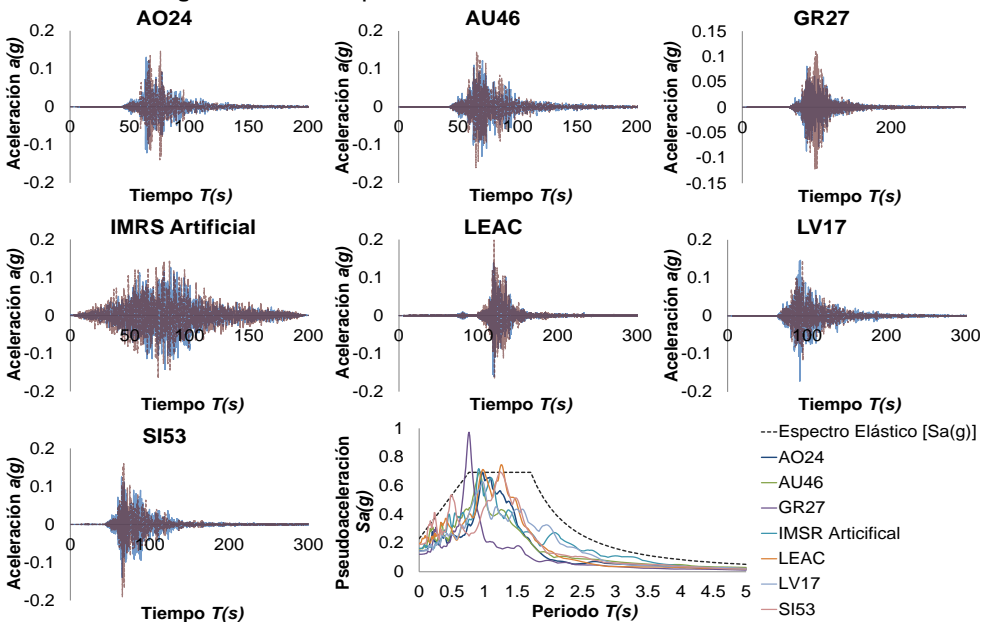 AO24
Aceleración a(g)
0.2
0.1
0
-0.1
-0.2
0 50 100 150 200
Tiempo T(s)
AU46
Aceleración a(g)
0.2
0.1
0
-0.1
-0.2
0 50 100 150 200
Tiempo T(s)
GR27
Aceleración a(g)
0.15
0.1
0.05
0
-0.05
-0.1
-0.15
0 200
Tiempo T(s)
IMRS Artificial
Aceleración a(g)
0.2
0.1
0
-0.1
-0.2
0 50 100 150 200
Tiempo T(s)
LEAC
Aceleración a(g)
0.2
0.1
0
-0.1
-0.2
0 100 200 300
Tiempo T(s)
LV17
Aceleración a(g)
0.2
0.1
0
-0.1
-0.2
0 100 200 300
Tiempo T(s)
SI53
Aceleración a(g)
0.2
0.1
0
-0.1
-0.2
0 100 200 300
Tiempo T(s)
Pseudoaceleración
Sa(g)
1
0.8
0.6
0.4
0.2
0
0 0.5 1 1.5 2 2.5 3 3.5 4 4.5 5
Periodo T(s)
Espectro Elástico [Sa(g)]
AO24
AU46
GR27
IMSR Articifical
LEAC
LV17
SI53